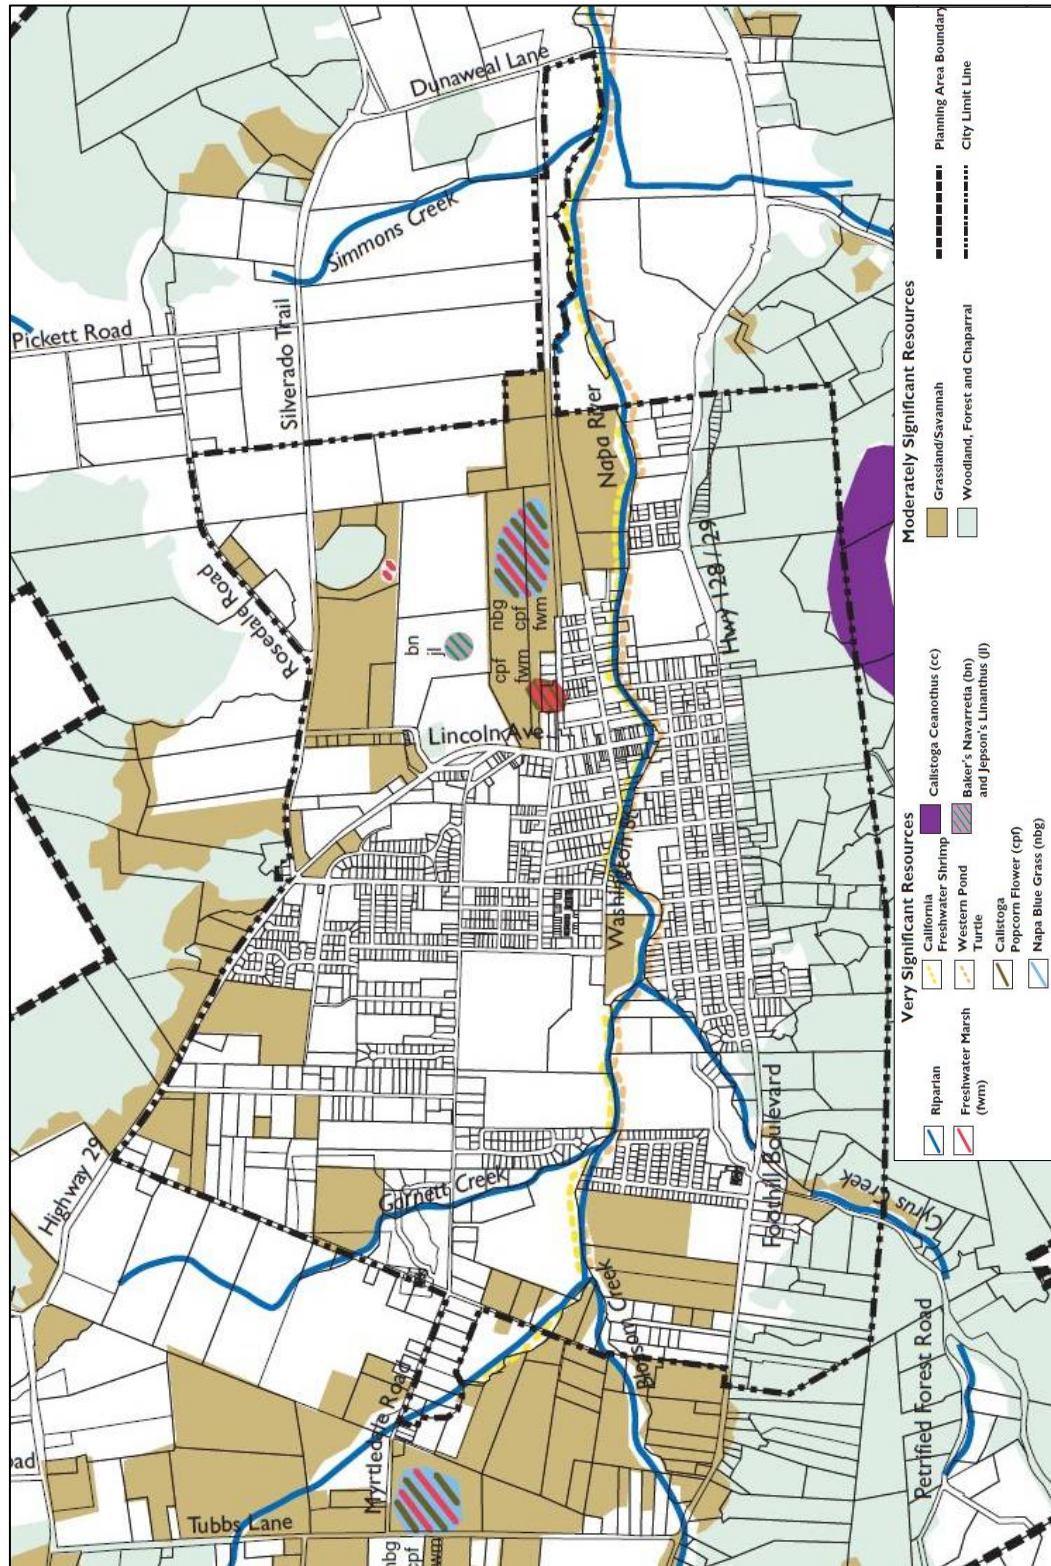 Dunaweal Lane
Simmons Creek
Pickett Road
Silverado Trail
Napa River
Rosedale Road
Hwy 128 / 29
bn
jl
nbg
cpf
fwm
cpf
fwm
Lincoln Ave
Highway 29
Garnett Creek
Foothill Boulevard
Cyrus Creek
Blossom Creek
Myrtledale Road
Retrified Forest Road
Tubbs Lane
nbg
cpf
fwm
oad
Very Significant Resources
Riparian
Freshwater Marsh
(fwm)
California
Freshwater Shrimp
Western Pond
Turtle
Calistoga
Popcorn Flower (cpf)
Napa Blue Grass (nbg)
Calistoga Ceanothus (cc)
Baker's Navarretia (bn)
and Jepson's Linanthus (jl)
Moderately Significant Resources
Grassland/Savannah
Woodland, Forest and Chaparral
Planning Area Boundary
City Limit Line